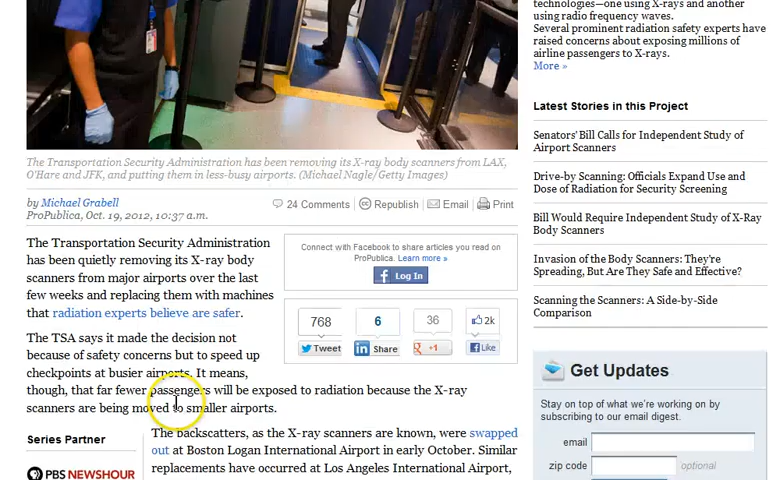 technologies—one using X-rays and another
using radio frequency waves.
Several prominent radiation safety experts have
raised concerns about exposing millions of
airline passengers to X-rays.
More »
The Transportation Security Administration has been removing its X-ray body scanners from LAX,
O'Hare and JFK, and putting them in less-busy airports. (Michael Nagle/Getty Images)
by Michael Grabell
ProPublica, Oct. 19, 2012, 10:37 a.m.
24 Comments
cc Republish
Email
Print
The Transportation Security Administration
has been quietly removing its X-ray body
scanners from major airports over the last
few weeks and replacing them with machines
that radiation experts believe are safer.
Connect with Facebook to share articles you read on
ProPublica. Learn more »
f Log In
768
Tweet
6
in Share
36
+1
2k
Like
The TSA says it made the decision not
because of safety concerns but to speed up
checkpoints at busier airports. It means,
though, that far fewer passengers will be exposed to radiation because the X-ray
scanners are being moved to smaller airports.
Series Partner
PBS NEWSHOUR
The backscatters, as the X-ray scanners are known, were swapped
out at Boston Logan International Airport in early October. Similar
replacements have occurred at Los Angeles International Airport,
Latest Stories in this Project
Senators' Bill Calls for Independent Study of
Airport Scanners
Drive-by Scanning: Officials Expand Use and
Dose of Radiation for Security Screening
Bill Would Require Independent Study of X-Ray
Body Scanners
Invasion of the Body Scanners: They're
Spreading, But Are They Safe and Effective?
Scanning the Scanners: A Side-by-Side
Comparison
Get Updates
Stay on top of what we're working on by
subscribing to our email digest.
email
zip code
optional